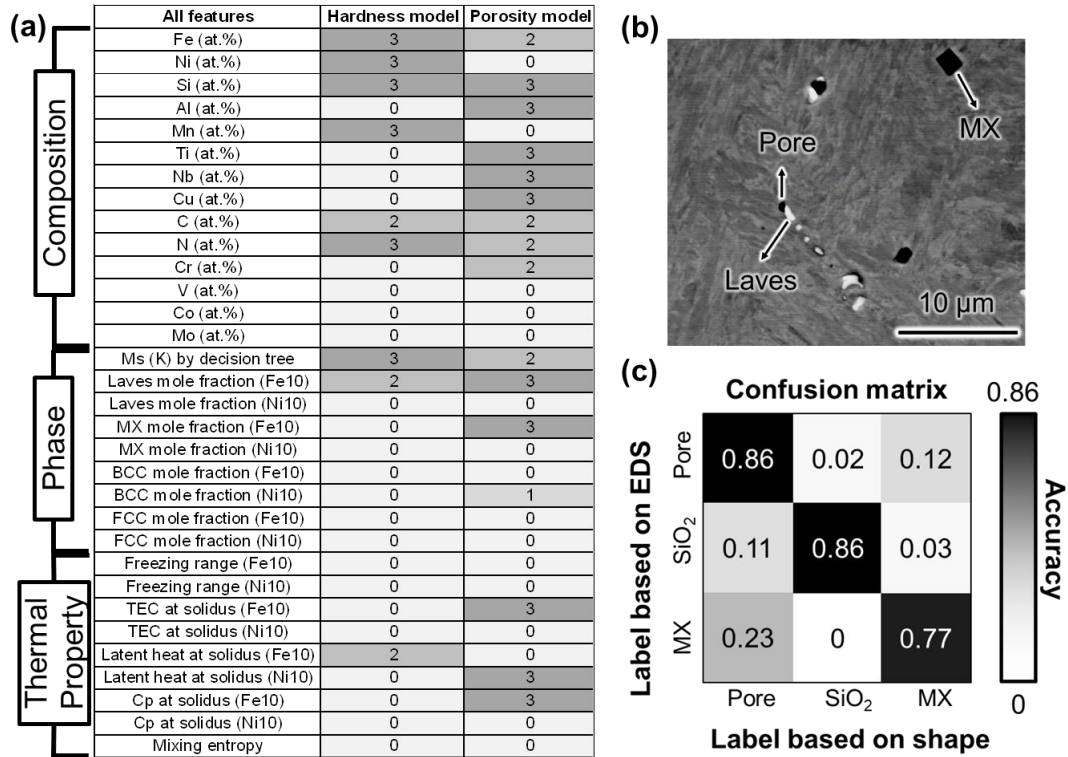 (a)
All features Hardness model Porosity model
Composition
Fe (at.%) 3 2
Ni (at.%) 3 0
Si (at.%) 3 3
Al (at.%) 0 3
Mn (at.%) 3 0
Ti (at.%) 0 3
Nb (at.%) 0 3
Cu (at.%) 0 3
C (at.%) 2 2
N (at.%) 3 2
Cr (at.%) 0 2
V (at.%) 0 0
Co (at.%) 0 0
Mo (at.%) 0 0
Phase
Ms (K) by decision tree 3 2
Laves mole fraction (Fe10) 2 3
Laves mole fraction (Ni10) 0 0
MX mole fraction (Fe10) 0 3
MX mole fraction (Ni10) 0 0
BCC mole fraction (Fe10) 0 0
BCC mole fraction (Ni10) 0 1
FCC mole fraction (Fe10) 0 0
FCC mole fraction (Ni10) 0 0
Thermal
Property
Freezing range (Fe10) 0 0
Freezing range (Ni10) 0 0
TEC at solidus (Fe10) 0 3
TEC at solidus (Ni10) 0 0
Latent heat at solidus (Fe10) 2 0
Latent heat at solidus (Ni10) 0 3
Cp at solidus (Fe10) 0 3
Cp at solidus (Ni10) 0 0
Mixing entropy 0 0
(b)
MX
Pore
Laves
10 µm
(c)
Confusion matrix
0.86
Label based on EDS
Pore 0.86 0.02 0.12
SiO₂ 0.11 0.86 0.03
MX 0.23 0 0.77
Pore SiO₂ MX
Label based on shape
Accuracy
0